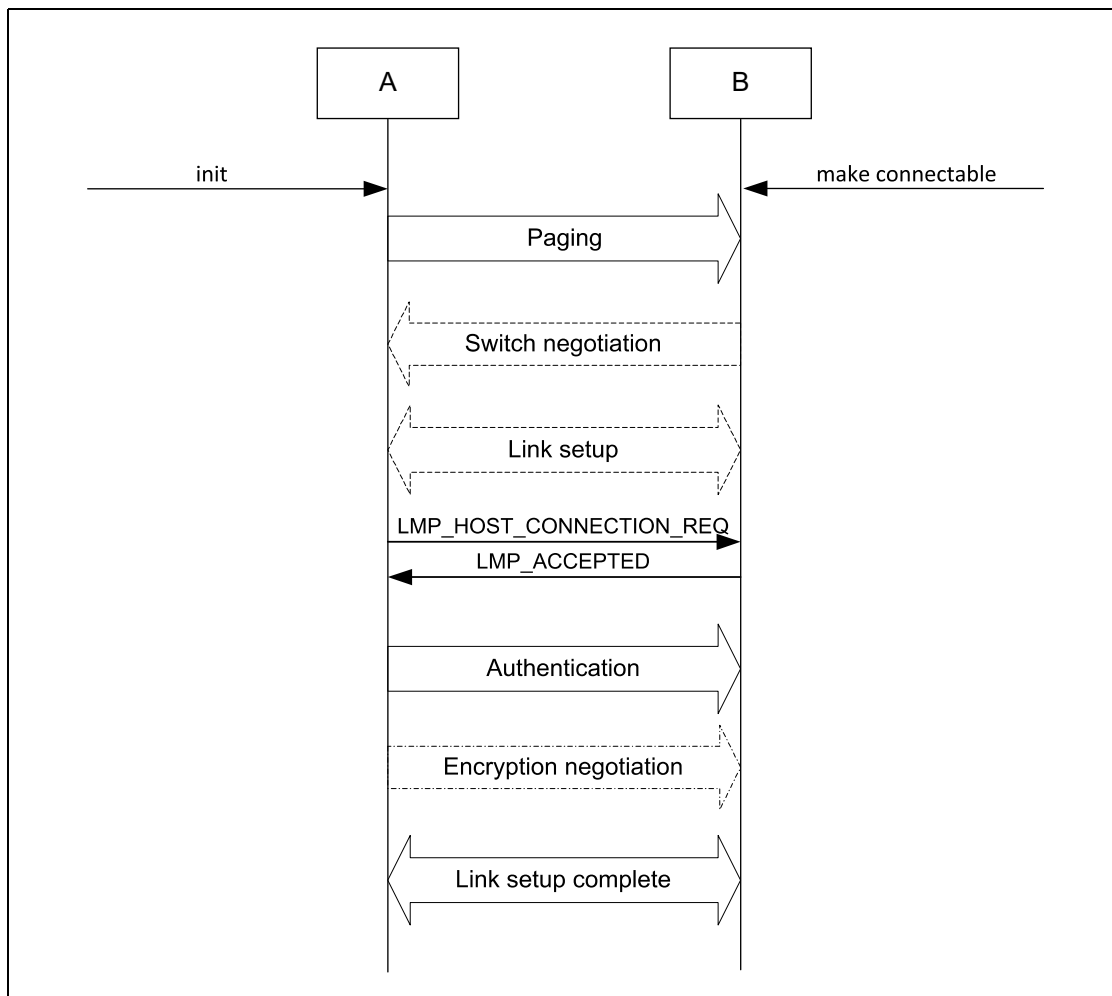 A
B
init
make connectable
Paging
Switch negotiation
Link setup
LMP_HOST_CONNECTION_REQ
LMP_ACCEPTED
Authentication
Encryption negotiation
Link setup complete